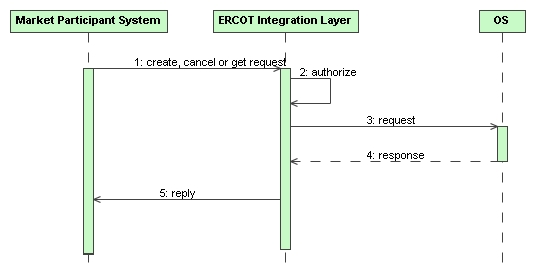 Market Participant System
ERCOT Integration Layer
OS
1: create, cancel or get request
2: authorize
3: request
4: response
5: reply